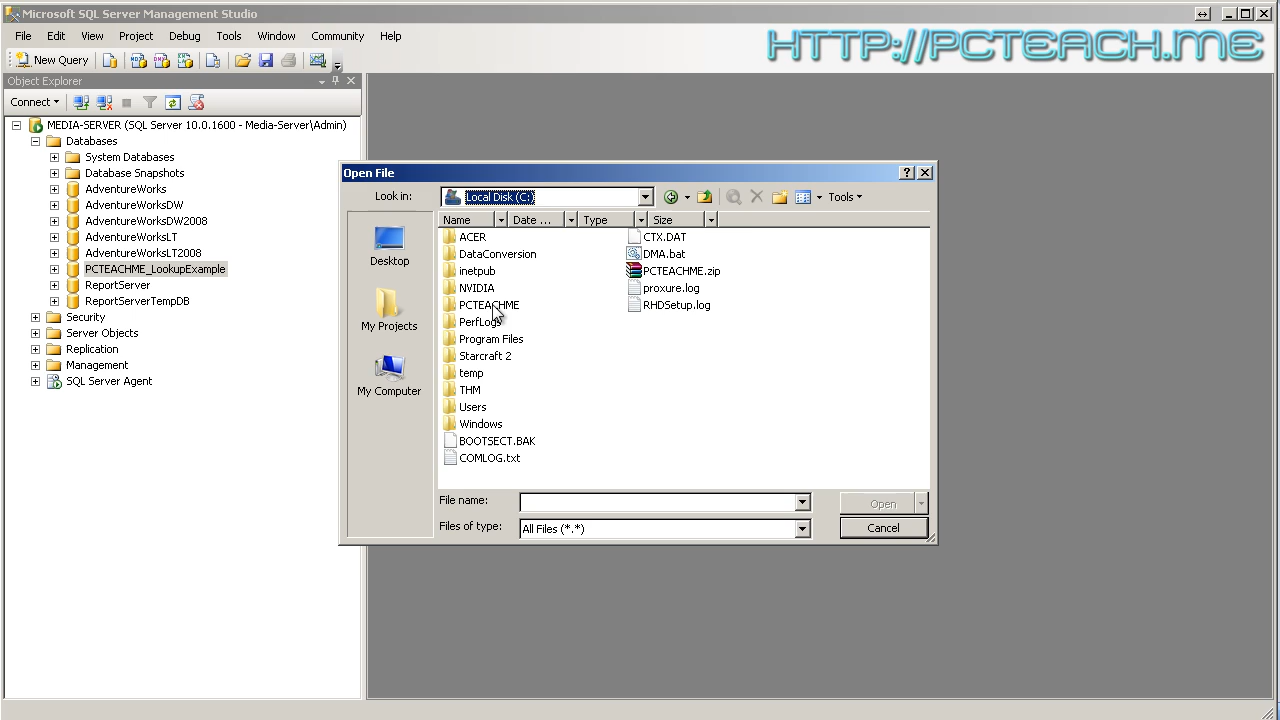 Microsoft SQL Server Management Studio
HTTP://PCTEACH.ME
File Edit View Project Debug Tools Window Community Help
New Query
Object Explorer
Connect
MEDIA-SERVER (SQL Server 10.0.1600 - Media-Server\Admin)
Databases
System Databases
Database Snapshots
AdventureWorks
AdventureWorksDW
AdventureWorksDW2008
AdventureWorksLT
AdventureWorksLT2008
PCTEACHME_LookupExample
ReportServer
ReportServerTempDB
Security
Server Objects
Replication
Management
SQL Server Agent
Open File
Look in: Local Disk (C:) Tools
Desktop
My Projects
My Computer
Name Date ... Type Size
ACER
DataConversion
inetpub
NVIDIA
PCTEACHME
PerfLogs
Program Files
Starcraft 2
temp
THM
Users
Windows
BOOTSECT.BAK
COMLOG.txt
CTX.DAT
DMA.bat
PCTEACHME.zip
proxure.log
RHDSetup.log
File name: Open
Files of type: All Files (*.*) Cancel